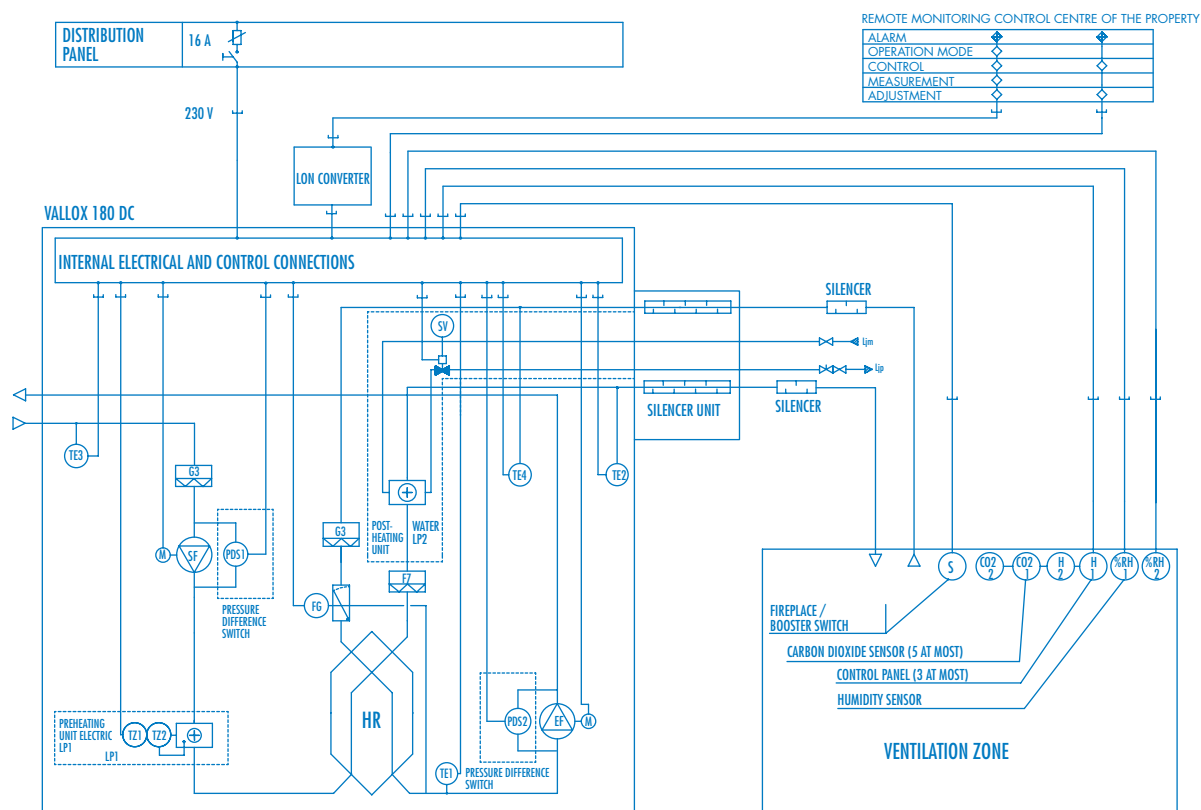 REMOTE MONITORING CONTROL CENTRE OF THE PROPERTY
ALARM
OPERATION MODE
CONTROL
MEASUREMENT
ADJUSTMENT
DISTRIBUTION
PANEL
16 A
230 V
LON CONVERTER
VALLOX 180 DC
INTERNAL ELECTRICAL AND CONTROL CONNECTIONS
SILENCER
SV
Ljm
Ljp
SILENCER UNIT
SILENCER
TE3
G3
TE4
TE2
G3
POST-
HEATING
UNIT
WATER
LP2
M
SF
PDS1
F7
FG
PRESSURE
DIFFERENCE
SWITCH
S
CO2
2
CO2
1
H
2
H
1
%RH
1
%RH
2
FIREPLACE /
BOOSTER SWITCH
CARBON DIOXIDE SENSOR (5 AT MOST)
CONTROL PANEL (3 AT MOST)
HUMIDITY SENSOR
VENTILATION ZONE
PREHEATING
UNIT ELECTRIC
LP1
TZ1
TZ2
LP1
HR
PDS2
EF
M
TE1
PRESSURE DIFFERENCE
SWITCH